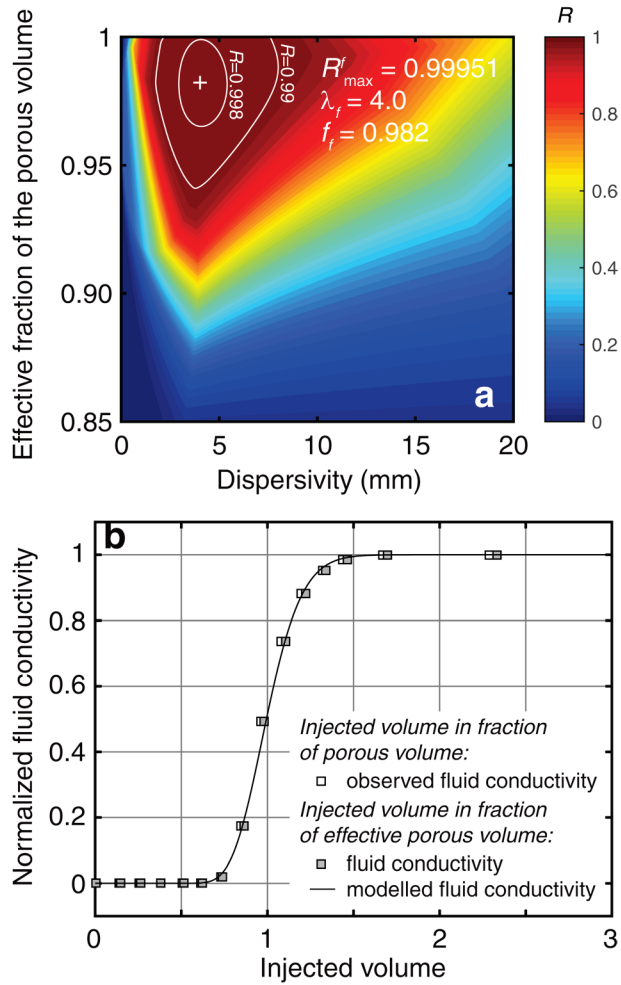 R
Effective fraction of the porous volume
1
0.95
0.90
0.85
R=0.998
R=0.99
R^f_max = 0.99951
λ_f = 4.0
f_f = 0.982
a
1
0.8
0.6
0.4
0.2
0
0 5 10 15 20
Dispersivity (mm)
b
Normalized fluid conductivity
1
0.8
0.6
0.4
0.2
0
Injected volume in fraction
of porous volume:
observed fluid conductivity
Injected volume in fraction
of effective porous volume:
fluid conductivity
modelled fluid conductivity
0 1 2 3
Injected volume